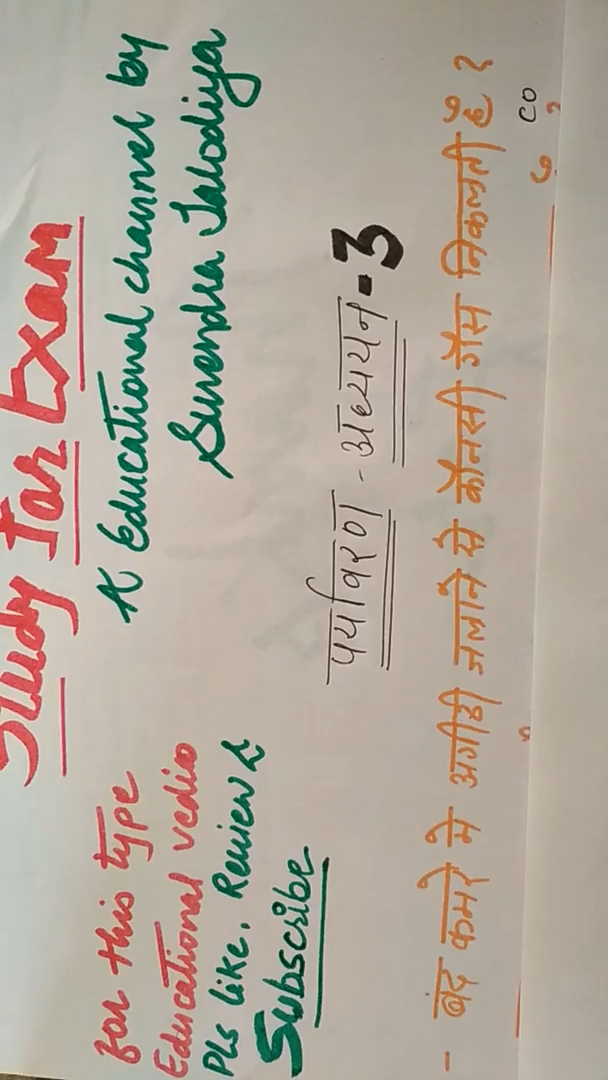 Study For Exam
A Educational channel by
Surendra Jalodiya
for this type
Educational vedio
Pls like, Review &
Subscribe
पर्यावरण - अध्ययन - 3
- बंद कमरे मे अगीठी जलाने से कौनसी गैस निकलती हैं ?
CO